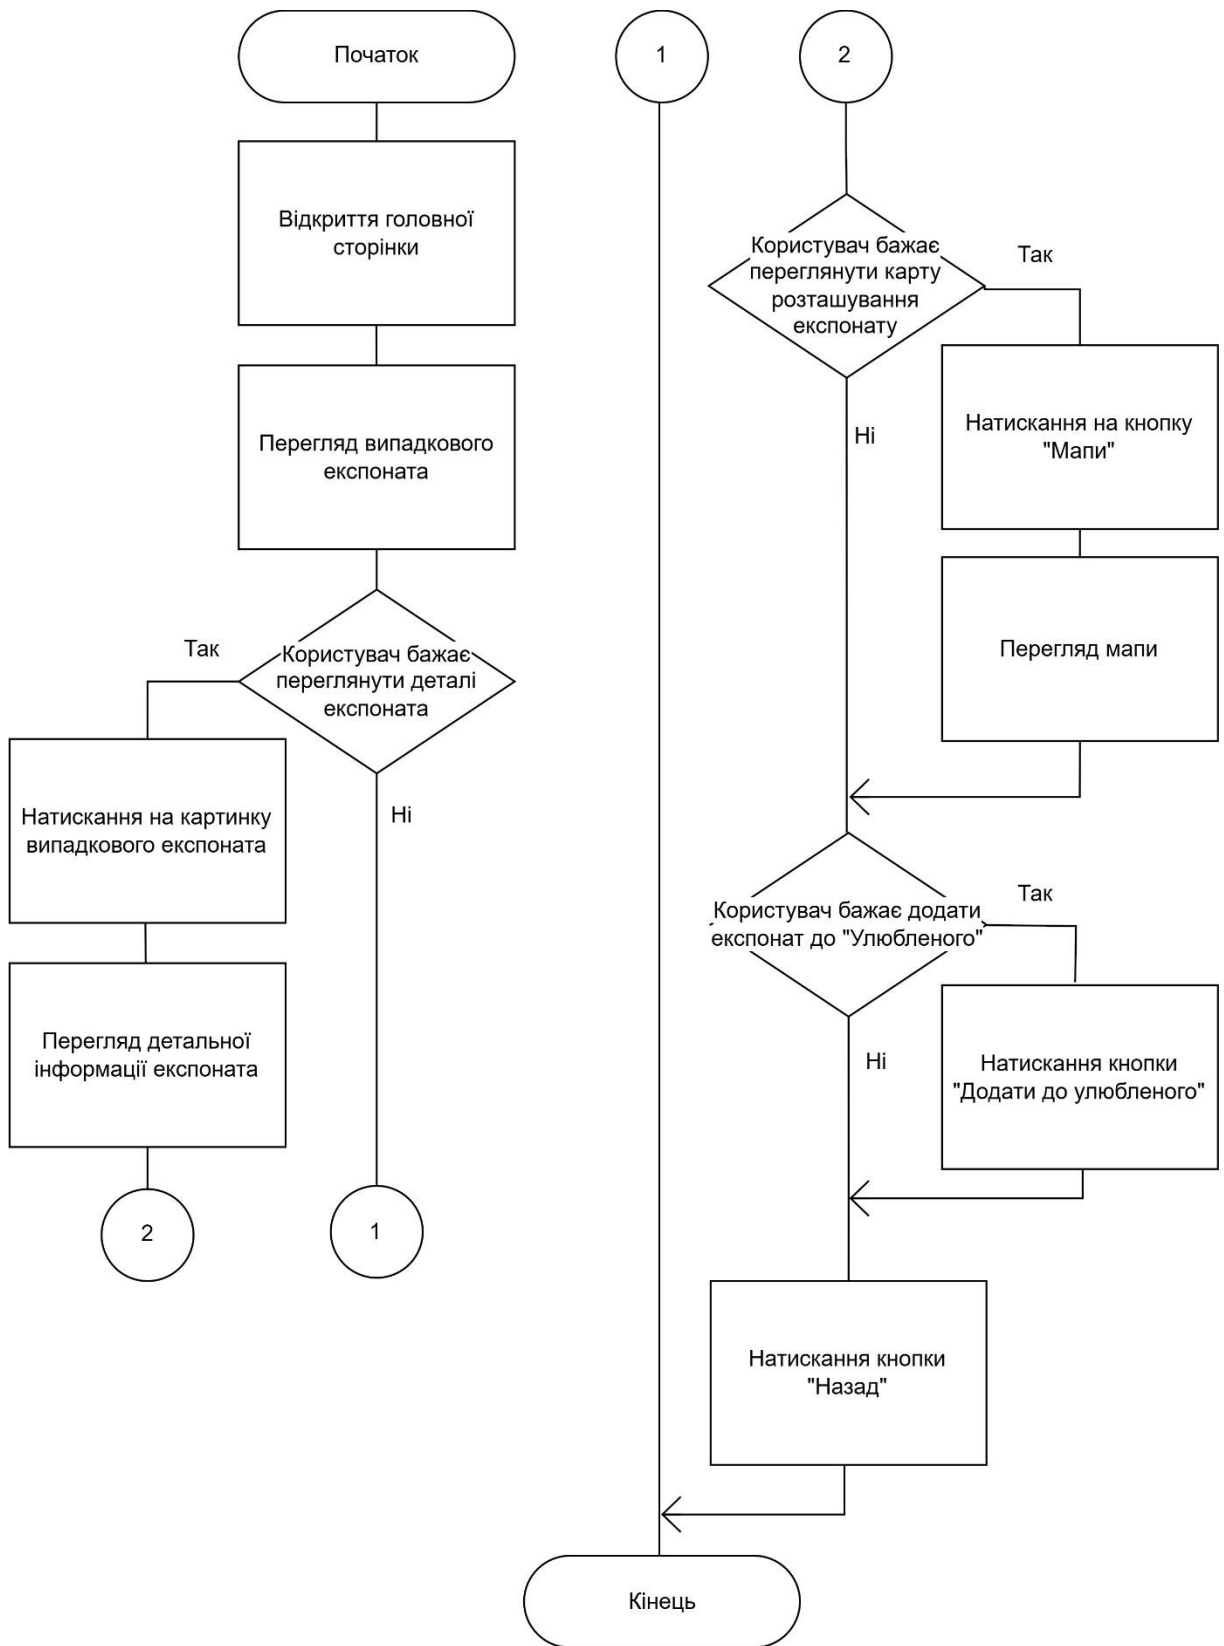 Початок
Відкриття головної
сторінки
Перегляд випадкового
експоната
Користувач бажає
переглянути деталі
експоната
Так
Ні
Натискання на картинку
випадкового експоната
Перегляд детальної
інформації експоната
2
1
1
2
Користувач бажає
переглянути карту
розташування
експонату
Так
Ні
Натискання на кнопку
"Мапи"
Перегляд мапи
Користувач бажає додати
експонат до "Улюбленого"
Так
Ні
Натискання кнопки
"Додати до улюбленого"
Натискання кнопки
"Назад"
Кінець